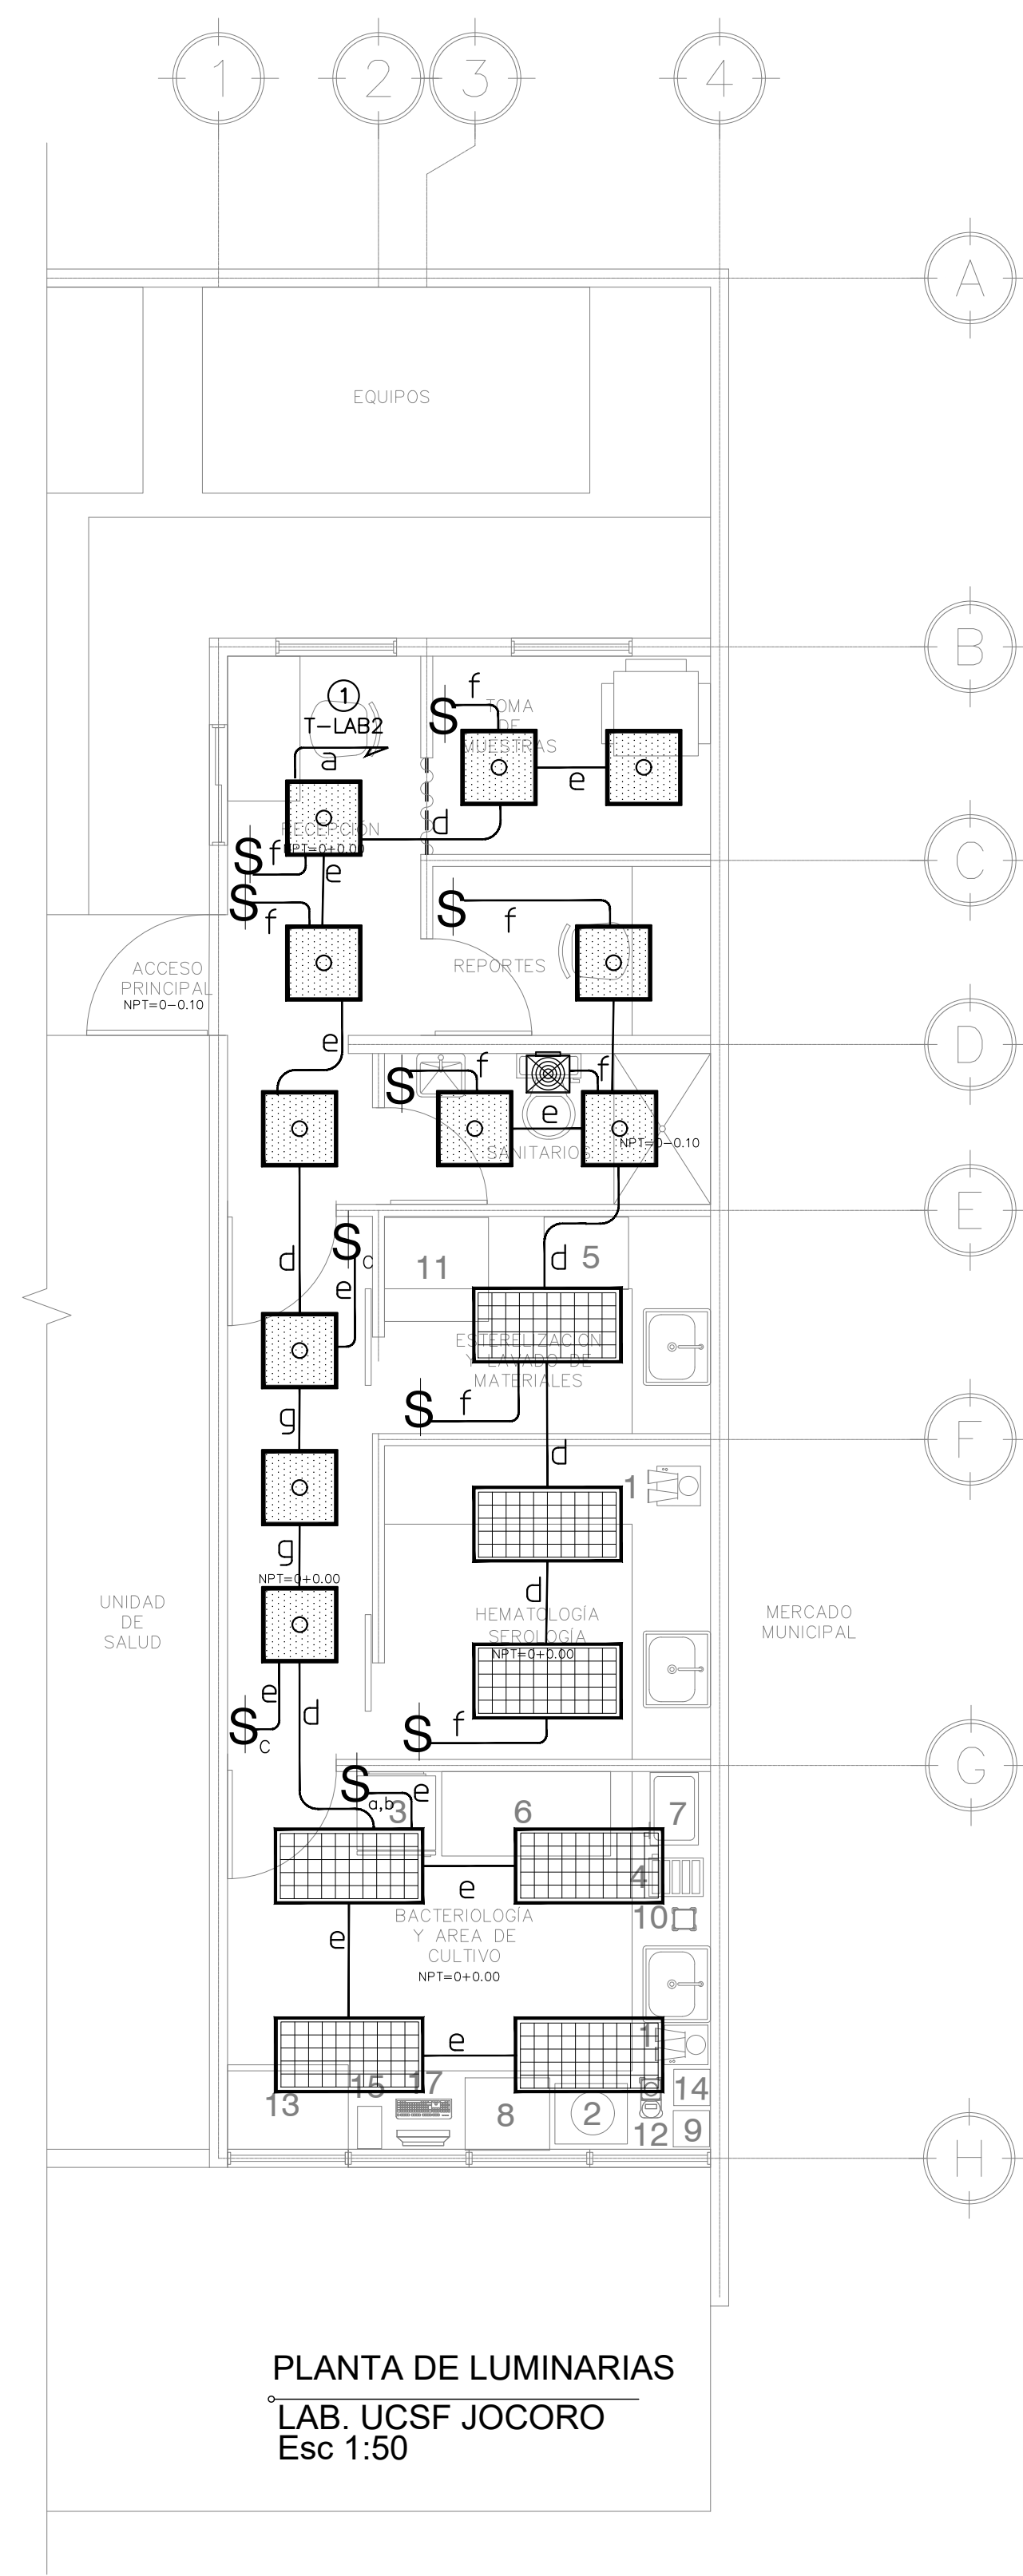 1
2
3
4
A
EQUIPOS
B
1
T-LAB2
a
f
S
TOMA
DE
MUESTRAS
e
d
RECEPCIÓN
NPT=0+0.00
S
f
e
C
S
f
S
f
REPORTES
ACCESO
PRINCIPAL
NPT=0-0.10
e
D
S
f
f
e
SANITARIOS
NPT=0-0.10
E
d
S
c
e
11
d
5
ESTERELIZACION
Y LAVADO DE
MATERIALES
S
f
g
F
d
1
g
NPT=0+0.00
d
UNIDAD
DE
SALUD
HEMATOLOGÍA
SEROLOGÍA
NPT=0+0.00
MERCADO
MUNICIPAL
e
d
S
c
S
f
G
S
a,b
e
3
6
7
e
4
10
BACTERIOLOGÍA
Y AREA DE
CULTIVO
NPT=0+0.00
e
e
1
13
15
17
8
2
12
14
9
H
PLANTA DE LUMINARIAS
LAB. UCSF JOCORO
Esc 1:50